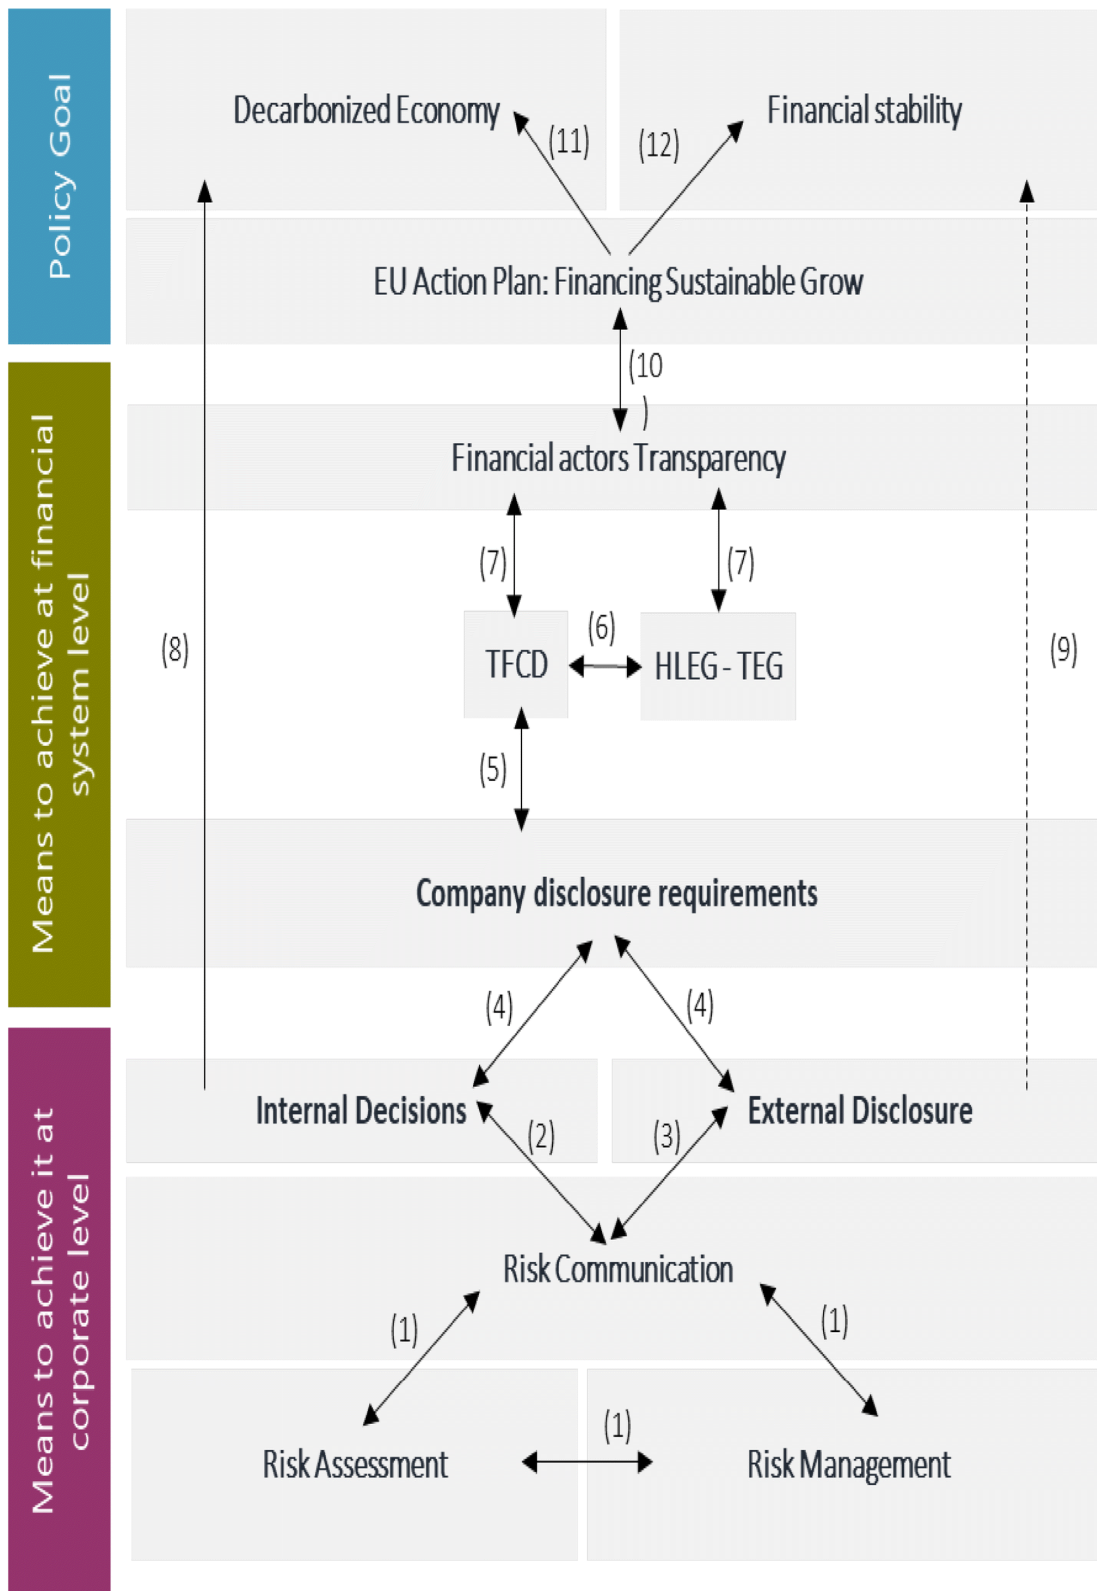 Policy Goal
Decarbonized Economy
Financial stability
(11)
(12)
EU Action Plan: Financing Sustainable Grow
(10
)
Means to achieve at financial
system level
Financial actors Transparency
(7)
(7)
(6)
TFCD
HLEG - TEG
(8)
(9)
(5)
Company disclosure requirements
(4)
(4)
Means to achieve it at
corporate level
Internal Decisions
External Disclosure
(2)
(3)
Risk Communication
(1)
(1)
(1)
Risk Assessment
Risk Management